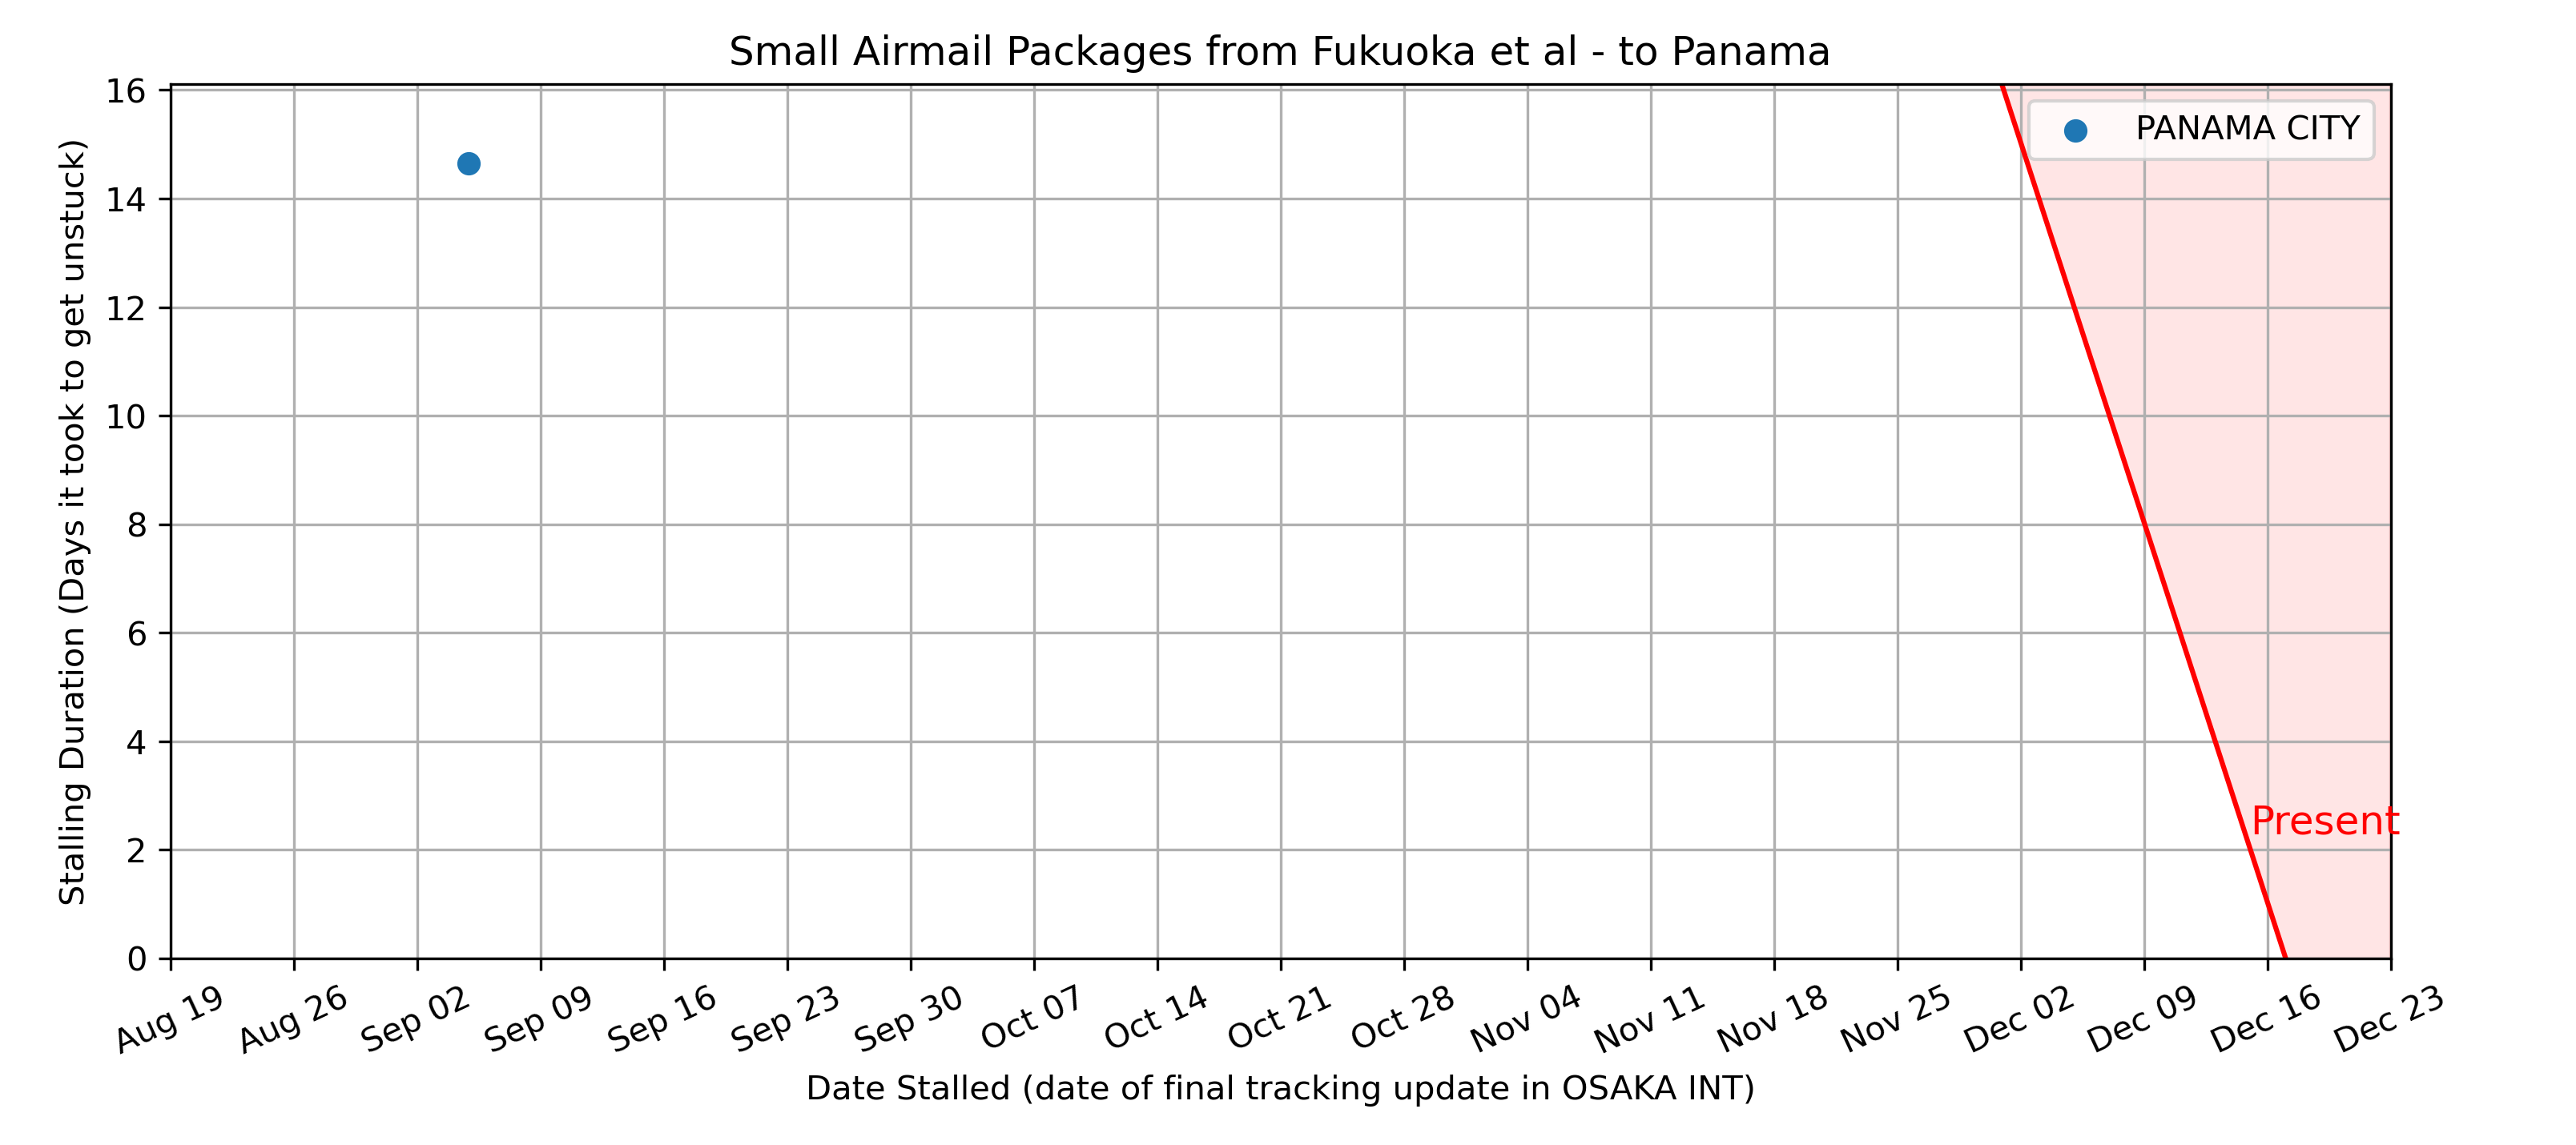 Small Airmail Packages from Fukuoka et al - to Panama
16
14
12
10
8
6
4
2
0
Stalling Duration (Days it took to get unstuck)
PANAMA CITY
Present
Aug 19
Aug 26
Sep 02
Sep 09
Sep 16
Sep 23
Sep 30
Oct 07
Oct 14
Oct 21
Oct 28
Nov 04
Nov 11
Nov 18
Nov 25
Dec 02
Dec 09
Dec 16
Dec 23
Date Stalled (date of final tracking update in OSAKA INT)